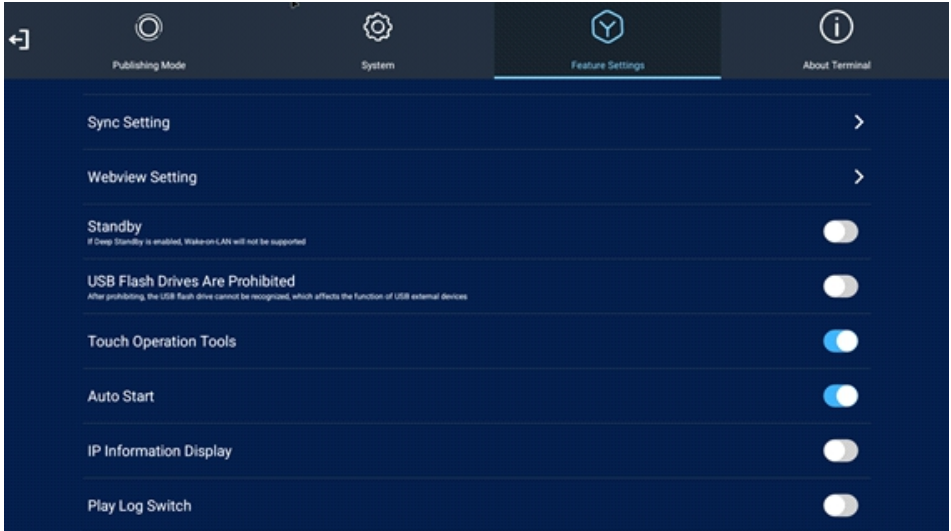 Publishing Mode
System
Feature Settings
About Terminal
Sync Setting
Webview Setting
Standby
If Deep Standby is enabled, Wake-on-LAN will not be supported
USB Flash Drives Are Prohibited
After prohibiting, the USB flash drive cannot be recognized, which affects the function of USB external devices
Touch Operation Tools
Auto Start
IP Information Display
Play Log Switch